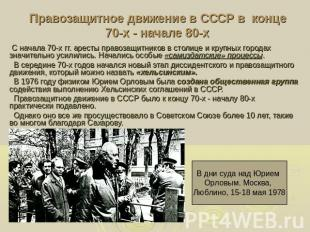 Правозащитное движение в СССР в конце
70-х - начале 80-х
С начала 70-х гг. аресты правозащитников в столице и крупных городах
значительно усилились. Начались особые «самиздатские» процессы.
В середине 70-х годов начался новый этап диссидентского и правозащитного
движения, который можно назвать «хельсинским».
В 1976 году физиком Юрием Орловым была создана общественная группа
содействия выполнению Хельсинских соглашений в СССР.
Правозащитное движение в СССР было к концу 70-х - началу 80-х
практически подавлено.
Однако оно все же просуществовало в Советском Союзе более 10 лет, такие
во многом благодаря Сахарову.
В дни суда над Юрием
Орловым. Москва,
Люблино, 15-18 мая 1978
PPt4WEB.ru